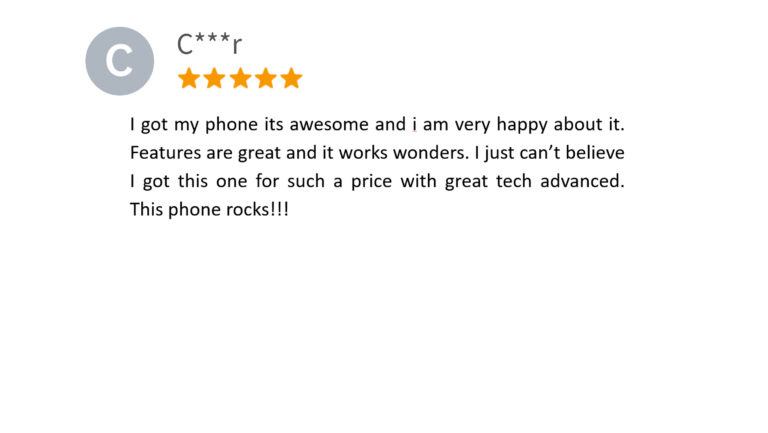 C
C***r
I got my phone its awesome and i am very happy about it.
Features are great and it works wonders. I just can’t believe
I got this one for such a price with great tech advanced.
This phone rocks!!!